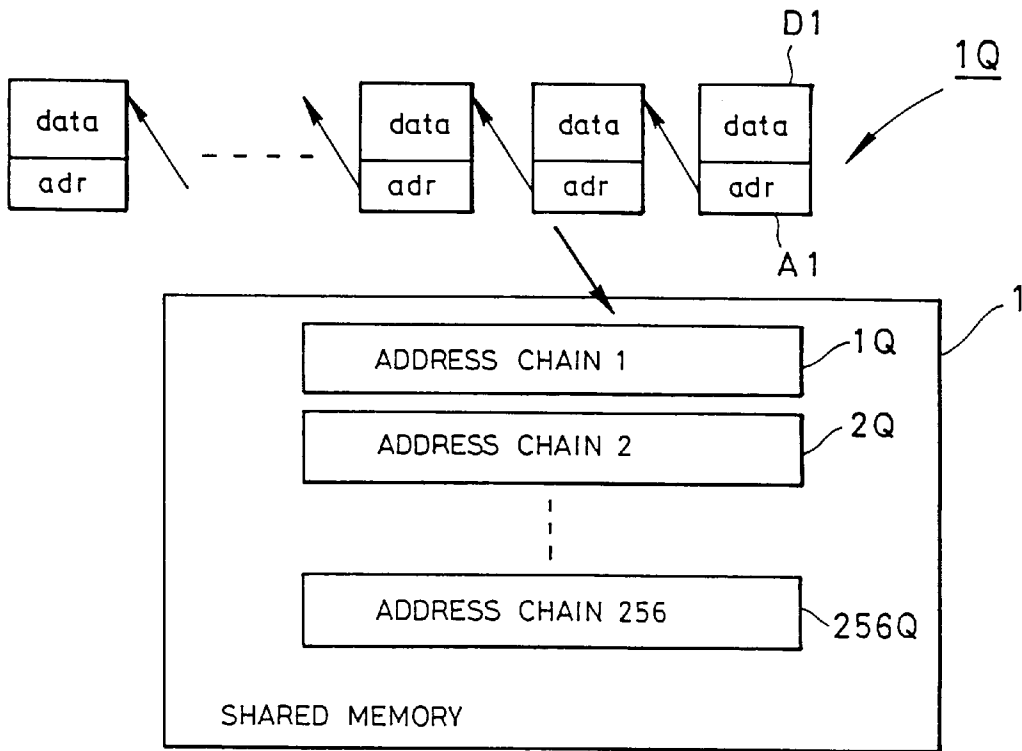 D1
1Q
data data data data
adr adr adr adr
A1
1
ADDRESS CHAIN 1
1Q
ADDRESS CHAIN 2
2Q
ADDRESS CHAIN 256
256Q
SHARED MEMORY